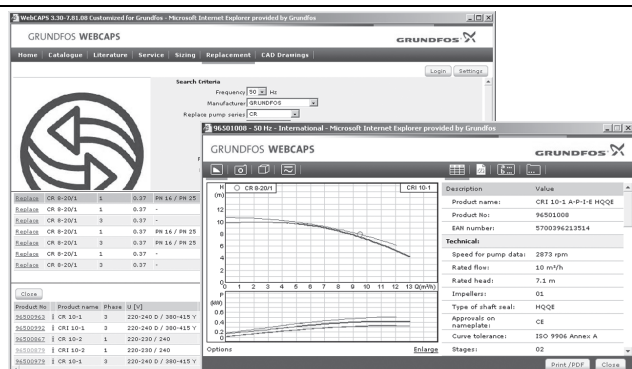 WebCAPS 3.30-7.81.88 Customized for Grundfos - Microsoft Internet Explorer provided by Grundfos
GRUNDFOS WEBCAPS
GRUNDFOS
Home | Catalogue | Literature | Service | Sizing | Replacement | CAD Drawings
Login Settings
Search Criteria
Frequency 50 Hz
Manufacturer GRUNDFOS
Replace pump series CR
Replace CR 8-20/1 1 0.37 PN 16 / PN 25
Replace CR 8-20/1 1 0.37 -
Replace CR 8-20/1 3 0.37 PN 16 / PN 25
Replace CR 8-20/1 3 0.37 -
Replace CR 8-20/1 3 0.37 PN 16 / PN 25
Replace CR 8-20/1 3 0.37 -
Close
Product No Product name Phase U [V]
96500963 CR 10-1 3 220-240 D / 380-415 Y
96500992 CRI 10-1 3 220-240 D / 380-415 Y
96500867 CR 10-2 1 220-230 / 240
96500879 CRI 10-2 1 220-230 / 240
96500979 CR 10-1 3 220-240 D / 380-415 Y
96501008 - 50 Hz - International - Microsoft Internet Explorer provided by Grundfos
GRUNDFOS WEBCAPS
GRUNDFOS
H
(m)
CR 8-20/1
CRI 10-1
12
10
8
6
4
2
0
0 1 2 3 4 5 6 7 8 9 10 11 12 13 Q(m³/h)
P
(kW)
0.6
0.4
0.2
0
Options
Enlarge
Description Value
Product name: CRI 10-1 A-P-I-E HQQE
Product No: 96501008
EAN number: 5700396213514
Technical:
Speed for pump data: 2873 rpm
Rated flow: 10 m³/h
Rated head: 7.1 m
Impellers: 01
Type of shaft seal: HQQE
Approvals on nameplate: CE
Curve tolerance: ISO 9906 Annex A
Stages: 02
Print/PDF Close